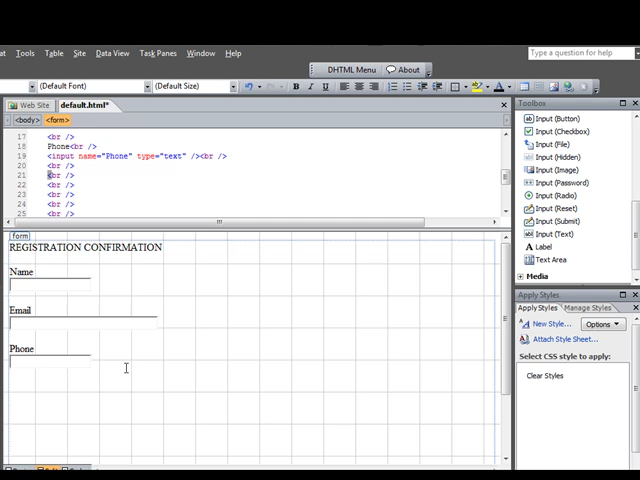 at Tools Table Site Data View Task Panes Window Help
Type a question for help
DHTML Menu About
(Default Font) (Default Size) B I U A
Web Site default.html*
<body> <form>
17 <br />
18 Phone<br />
19 <input name="Phone" type="text" /><br />
20 <br />
21 <br />
22 <br />
23 <br />
24 <br />
25 <br />
form
REGISTRATION CONFIRMATION
Name
Email
Phone
Toolbox
Input (Button)
Input (Checkbox)
Input (File)
Input (Hidden)
Input (Image)
Input (Password)
Input (Radio)
Input (Reset)
Input (Submit)
Input (Text)
A Label
Text Area
Media
Apply Styles
Apply Styles Manage Styles
New Style... Options
Attach Style Sheet...
Select CSS style to apply:
Clear Styles